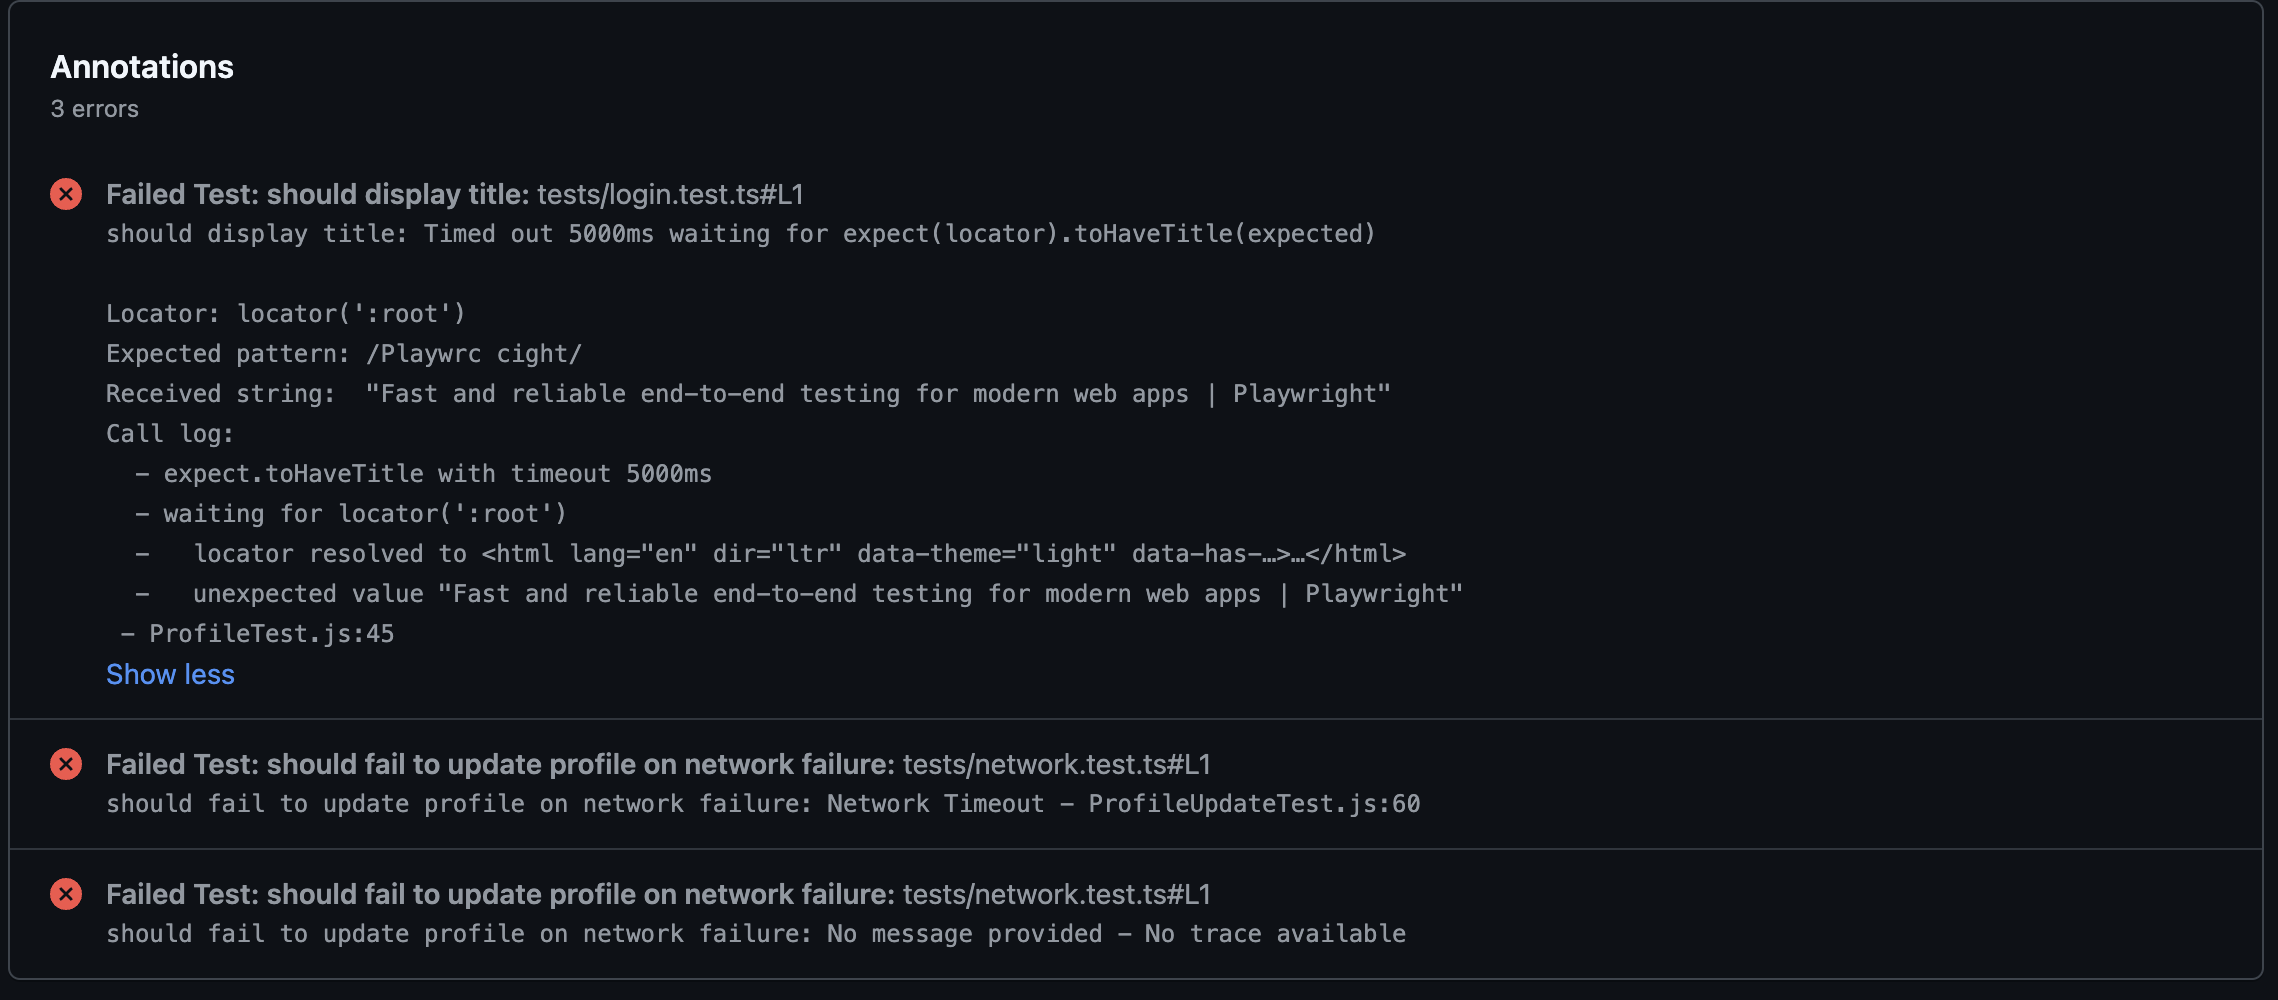 Annotations
3 errors
Failed Test: should display title: tests/login.test.ts#L1
should display title: Timed out 5000ms waiting for expect(locator).toHaveTitle(expected)
Locator: locator(':root')
Expected pattern: /Playwrc cight/
Received string:  "Fast and reliable end-to-end testing for modern web apps | Playwright"
Call log:
  - expect.toHaveTitle with timeout 5000ms
  - waiting for locator(':root')
  -   locator resolved to <html lang="en" dir="ltr" data-theme="light" data-has-…>…</html>
  -   unexpected value "Fast and reliable end-to-end testing for modern web apps | Playwright"
 - ProfileTest.js:45
Show less
Failed Test: should fail to update profile on network failure: tests/network.test.ts#L1
should fail to update profile on network failure: Network Timeout - ProfileUpdateTest.js:60
Failed Test: should fail to update profile on network failure: tests/network.test.ts#L1
should fail to update profile on network failure: No message provided - No trace available